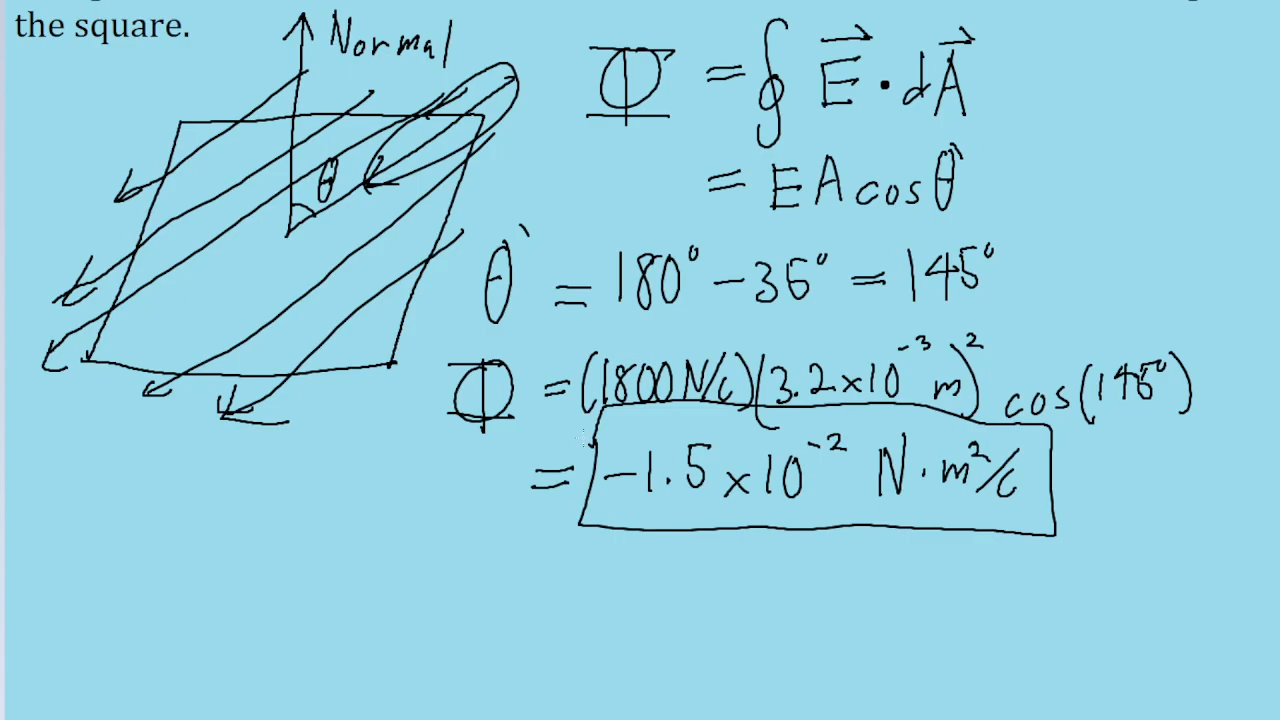 the square.
Normal
θ
Φ = ∮ E⃗ · dA⃗
= E A cos θ`
θ` = 180° − 35° = 145°
Φ = (1800 N/C)(3.2 × 10⁻³ m)² cos(145°)
= −1.5 × 10⁻² N · m²/C